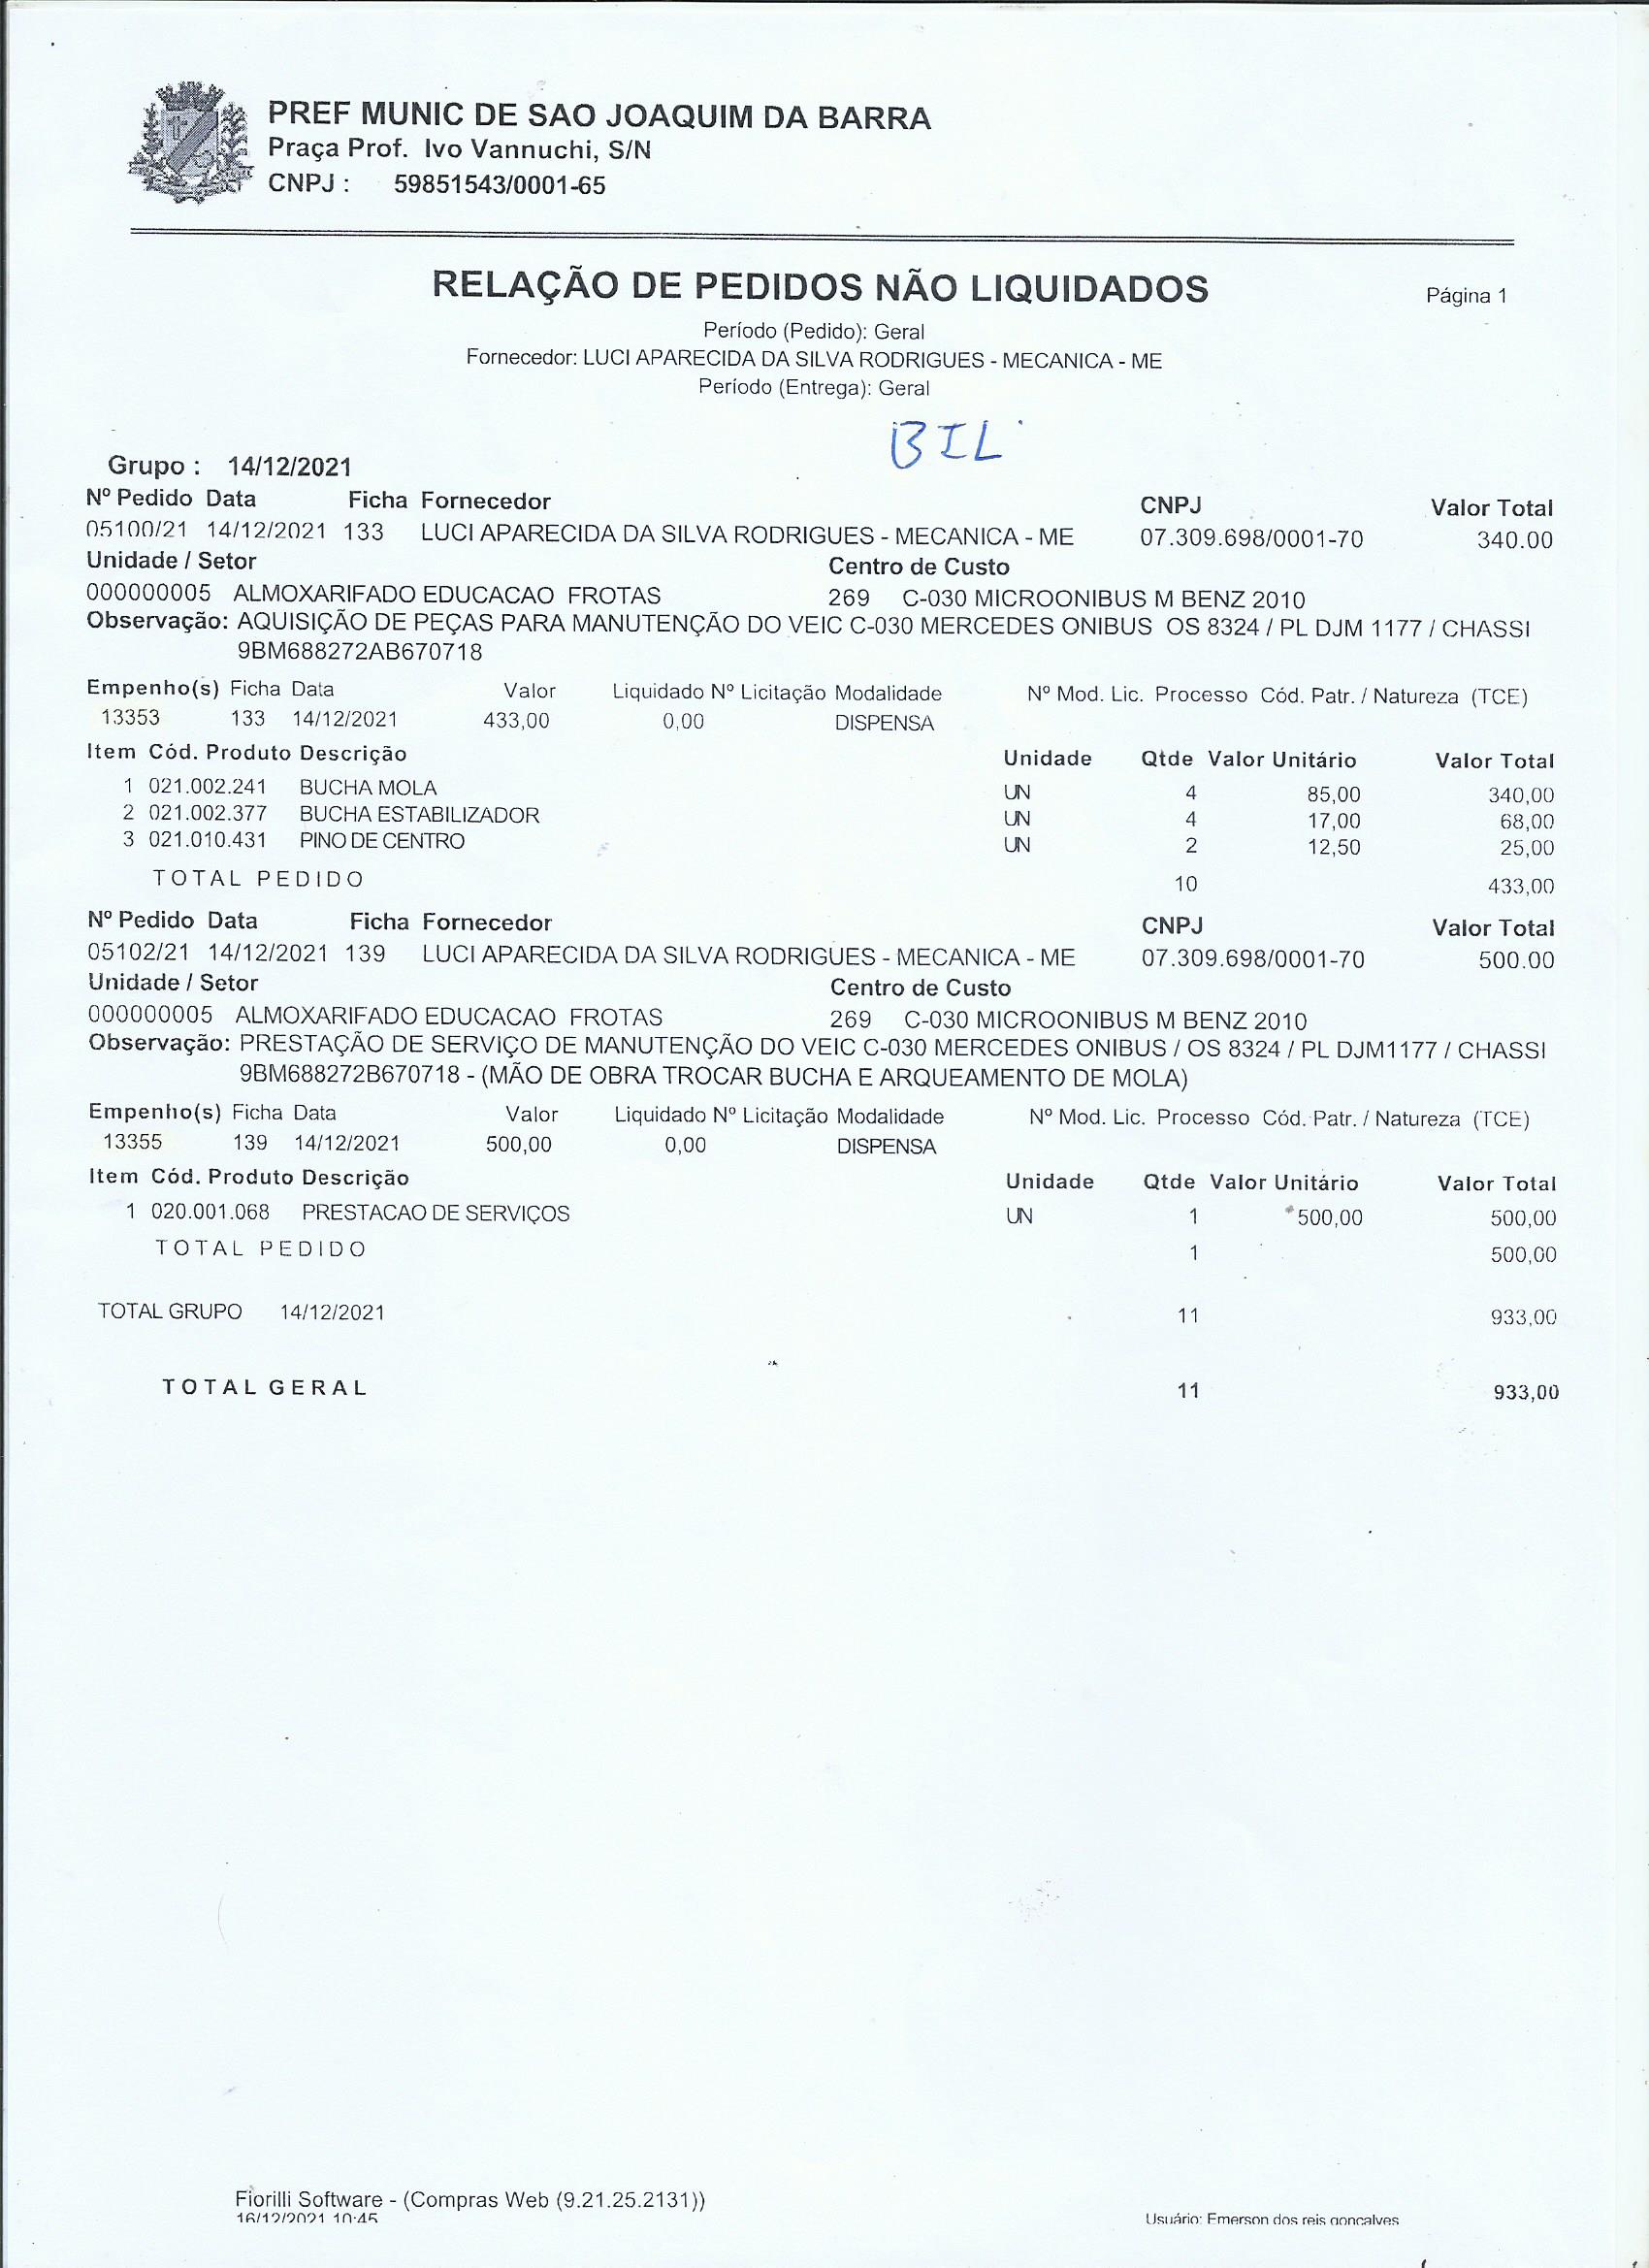 PREF MUNIC DE SAO JOAQUIM DA BARRA
Praça Prof. Ivo Vannuchi, S/N
CNPJ : 59851543/0001-65
RELAÇÃO DE PEDIDOS NÃO LIQUIDADOS Página 1
Período (Pedido): Geral
Fornecedor: LUCI APARECIDA DA SILVA RODRIGUES - MECANICA - ME
Período (Entrega): Geral
BIL
Grupo : 14/12/2021
Nº Pedido Data Ficha Fornecedor CNPJ Valor Total
05100/21 14/12/2021 133 LUCI APARECIDA DA SILVA RODRIGUES - MECANICA - ME 07.309.698/0001-70 340.00
Unidade / Setor Centro de Custo
000000005 ALMOXARIFADO EDUCACAO FROTAS 269 C-030 MICROONIBUS M BENZ 2010
Observação: AQUISIÇÃO DE PEÇAS PARA MANUTENÇÃO DO VEIC C-030 MERCEDES ONIBUS OS 8324 / PL DJM 1177 / CHASSI
9BM688272AB670718
Empenho(s) Ficha Data Valor Liquidado Nº Licitação Modalidade Nº Mod. Lic. Processo Cód. Patr. / Natureza (TCE)
13353 133 14/12/2021 433,00 0,00 DISPENSA
Item Cód. Produto Descrição Unidade Qtde Valor Unitário Valor Total
1 021.002.241 BUCHA MOLA UN 4 85,00 340,00
2 021.002.377 BUCHA ESTABILIZADOR UN 4 17,00 68,00
3 021.010.431 PINO DE CENTRO UN 2 12,50 25,00
TOTAL PEDIDO 10 433,00
Nº Pedido Data Ficha Fornecedor CNPJ Valor Total
05102/21 14/12/2021 139 LUCI APARECIDA DA SILVA RODRIGUES - MECANICA - ME 07.309.698/0001-70 500.00
Unidade / Setor Centro de Custo
000000005 ALMOXARIFADO EDUCACAO FROTAS 269 C-030 MICROONIBUS M BENZ 2010
Observação: PRESTAÇÃO DE SERVIÇO DE MANUTENÇÃO DO VEIC C-030 MERCEDES ONIBUS / OS 8324 / PL DJM1177 / CHASSI
9BM688272B670718 - (MÃO DE OBRA TROCAR BUCHA E ARQUEAMENTO DE MOLA)
Empenho(s) Ficha Data Valor Liquidado Nº Licitação Modalidade Nº Mod. Lic. Processo Cód. Patr. / Natureza (TCE)
13355 139 14/12/2021 500,00 0,00 DISPENSA
Item Cód. Produto Descrição Unidade Qtde Valor Unitário Valor Total
1 020.001.068 PRESTACAO DE SERVIÇOS UN 1 500,00 500,00
TOTAL PEDIDO 1 500,00
TOTAL GRUPO 14/12/2021 11 933,00
TOTAL GERAL 11 933,00
Fiorilli Software - (Compras Web (9.21.25.2131))
16/12/2021 10:45 Usuário: Emerson dos reis goncalves